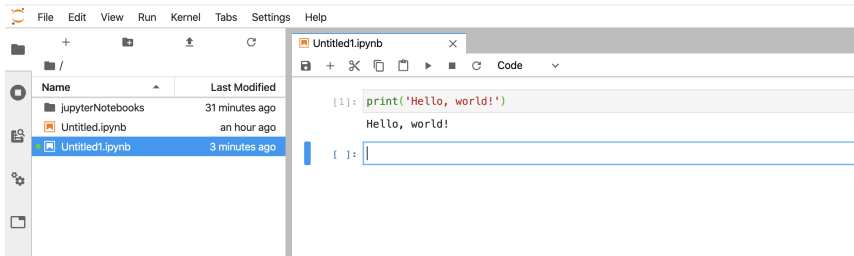 File Edit View Run Kernel Tabs Settings Help
/
Name Last Modified
jupyterNotebooks 31 minutes ago
Untitled.ipynb an hour ago
Untitled1.ipynb 3 minutes ago
Untitled1.ipynb
Code
[1]: print('Hello, world!')
Hello, world!
[ ]: